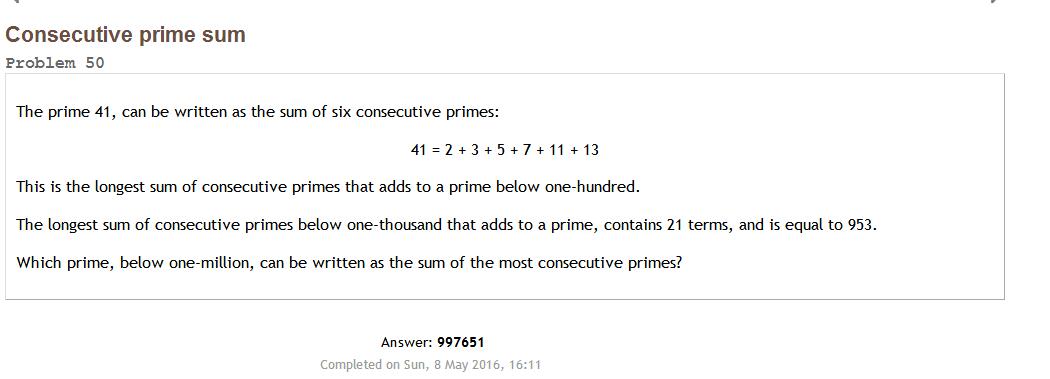 Consecutive prime sum
Problem 50
The prime 41, can be written as the sum of six consecutive primes:
41 = 2 + 3 + 5 + 7 + 11 + 13
This is the longest sum of consecutive primes that adds to a prime below one-hundred.
The longest sum of consecutive primes below one-thousand that adds to a prime, contains 21 terms, and is equal to 953.
Which prime, below one-million, can be written as the sum of the most consecutive primes?
Answer: 997651
Completed on Sun, 8 May 2016, 16:11